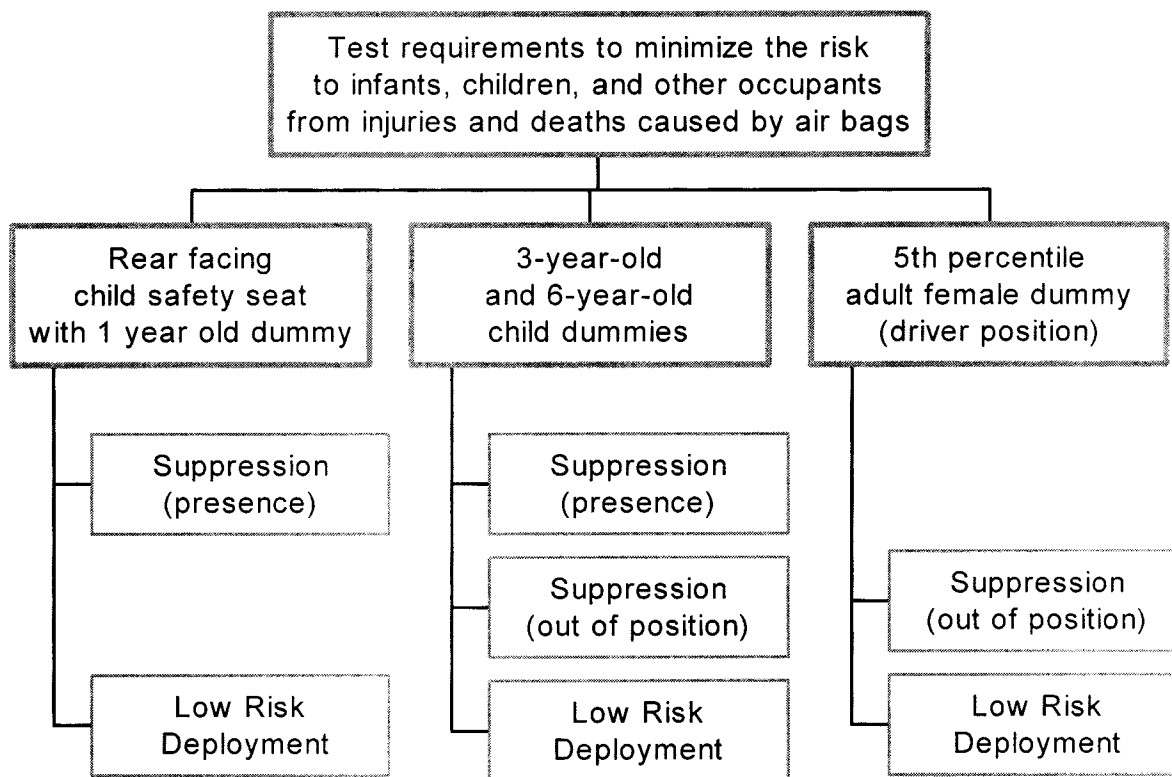 Test requirements to minimize the risk
to infants, children, and other occupants
from injuries and deaths caused by air bags
Rear facing
child safety seat
with 1 year old dummy
3-year-old
and 6-year-old
child dummies
5th percentile
adult female dummy
(driver position)
Suppression
(presence)
Suppression
(presence)
Suppression
(out of position)
Suppression
(out of position)
Low Risk
Deployment
Low Risk
Deployment
Low Risk
Deployment